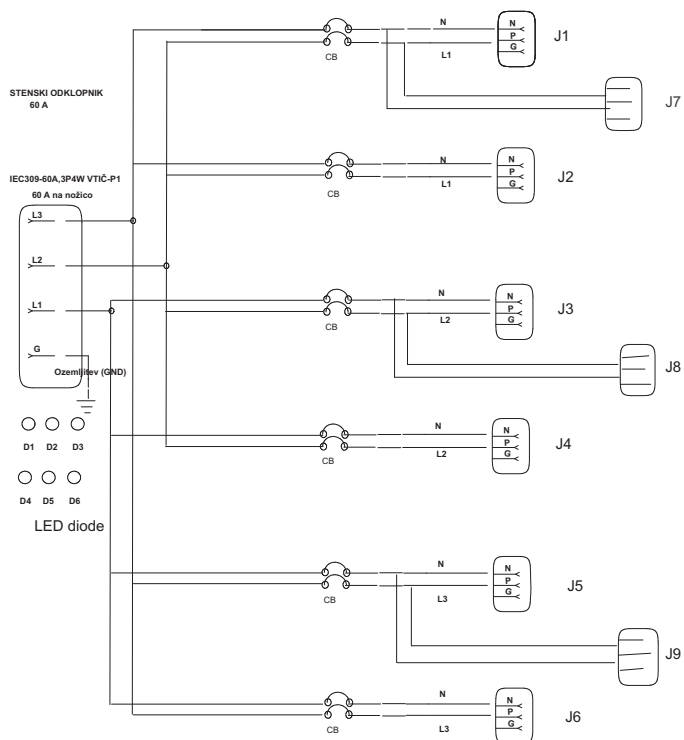 N
N
P
G
J1
L1
CB
J7
STENSKI ODKLOPNIK
60 A
N
N
P
G
J2
L1
CB
IEC309-60A,3P4W VTIČ-P1
60 A na nožico
L3
L2
L1
G
Ozemljitev (GND)
N
N
P
G
J3
L2
CB
J8
D1 D2 D3
D4 D5 D6
LED diode
N
N
P
G
J4
L2
CB
N
N
P
G
J5
L3
CB
J9
N
N
P
G
J6
L3
CB